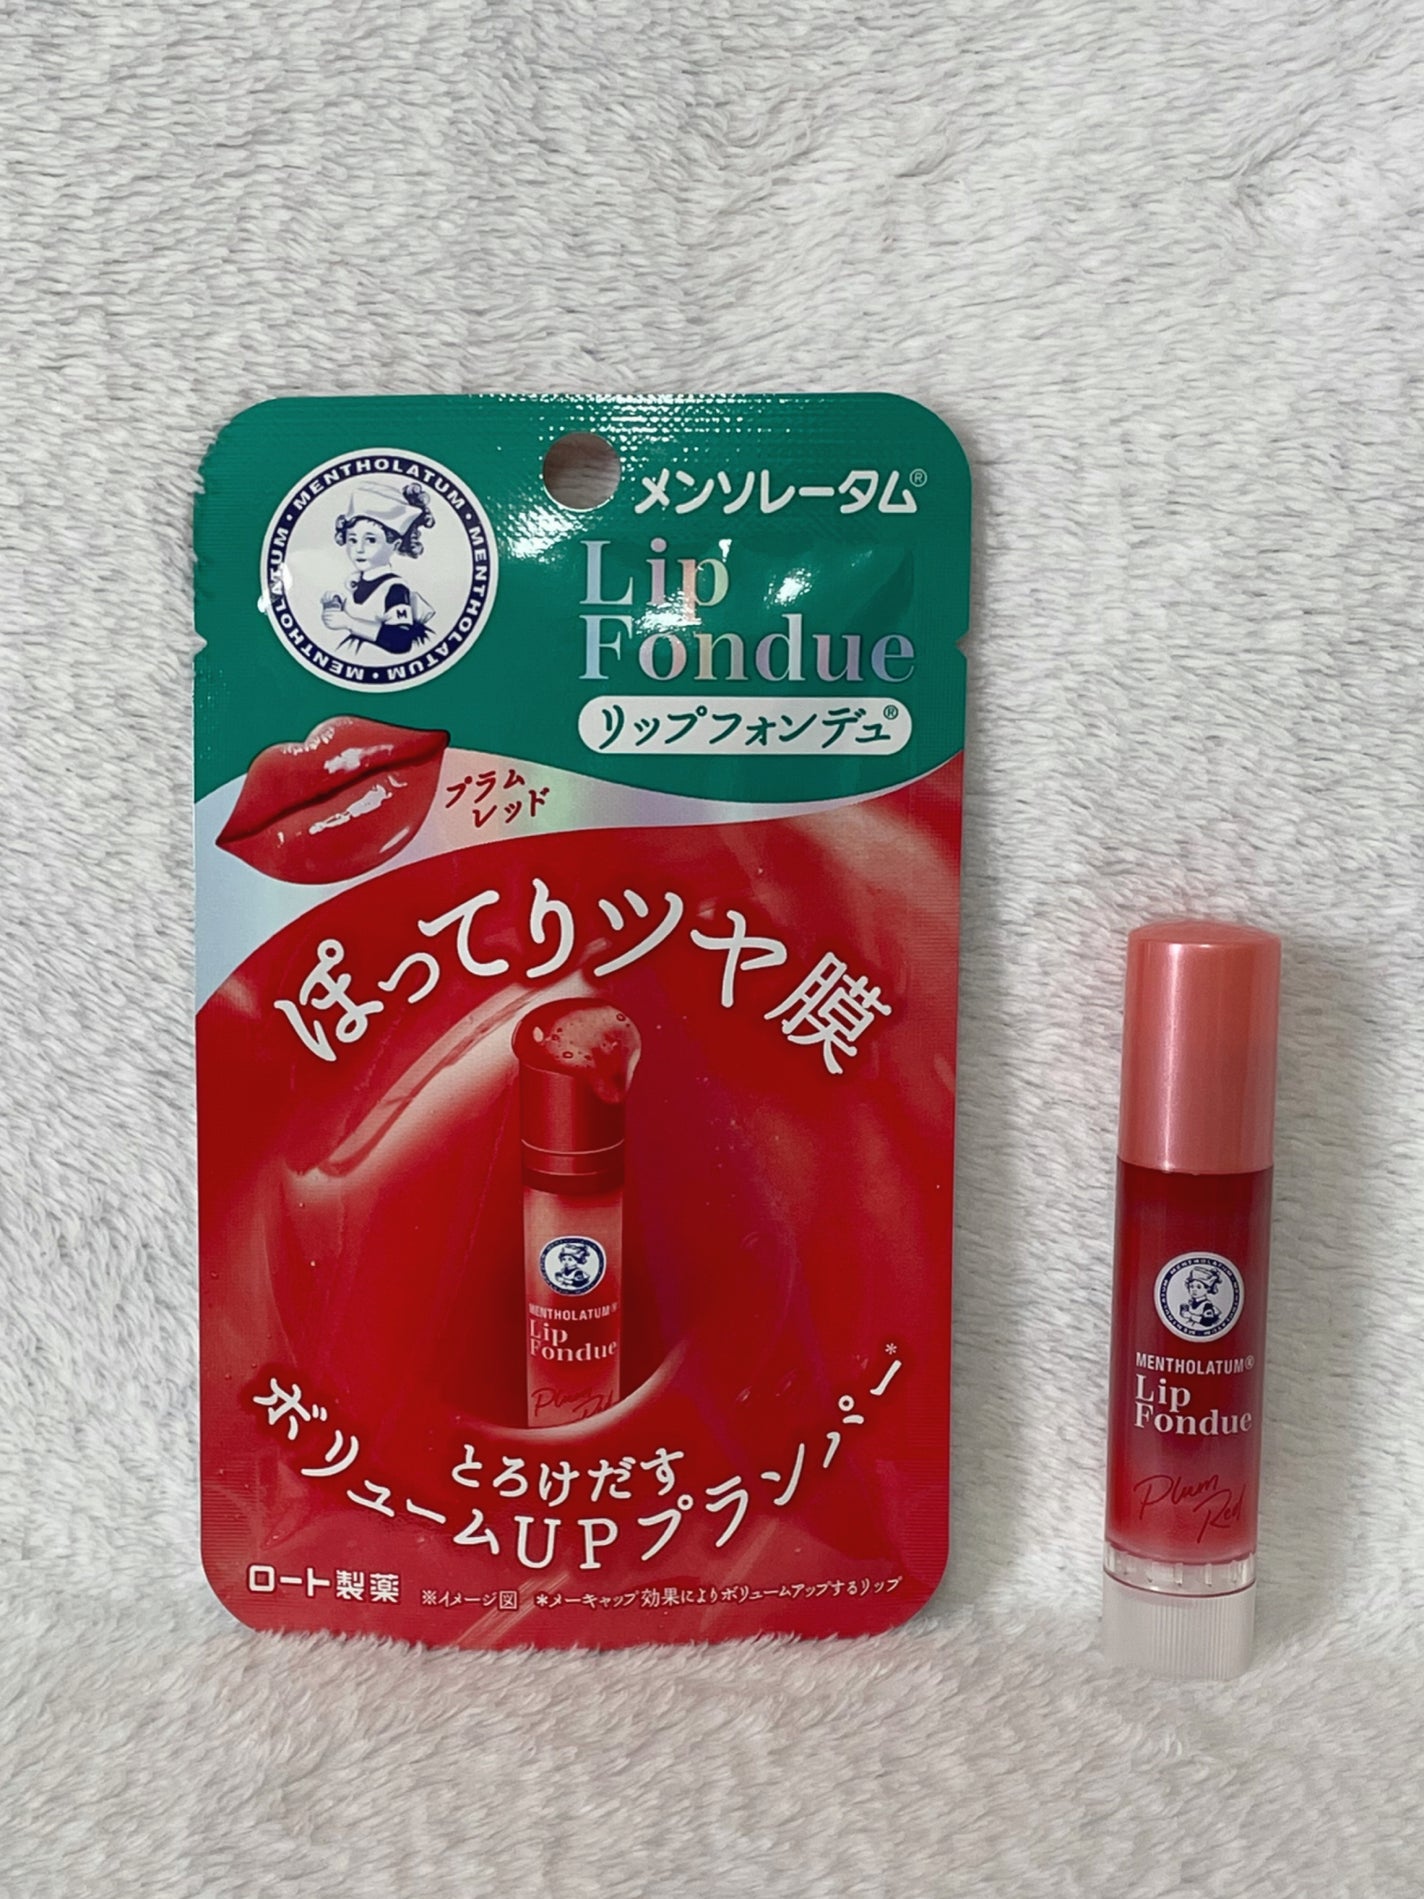 MENTHOLATUM・MENTHOLATUM・MENTHOLATUM・
メンソレータム®
Lip
Fondue
リップフォンデュ®
プラム
レッド
ぽってりツヤ膜
MENTHOLATUM®
Lip
Fondue
Plum
Red
とろけだす
ボリュームUPプランパー*
ロート製薬
※イメージ図 *メーキャップ効果によりボリュームアップするリップ
MENTHOLATUM®
Lip
Fondue
Plum
Red